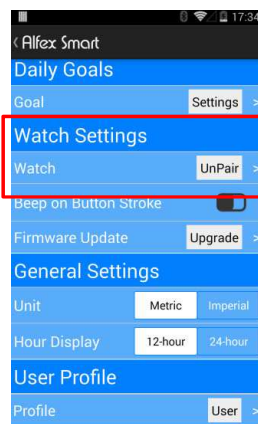 17:34
Alfex Smart
Daily Goals
Goal Settings >
Watch Settings
Watch UnPair >
Beep on Button Stroke
Firmware Update Upgrade >
General Settings
Unit Metric Imperial
Hour Display 12-hour 24-hour
User Profile
Profile User >